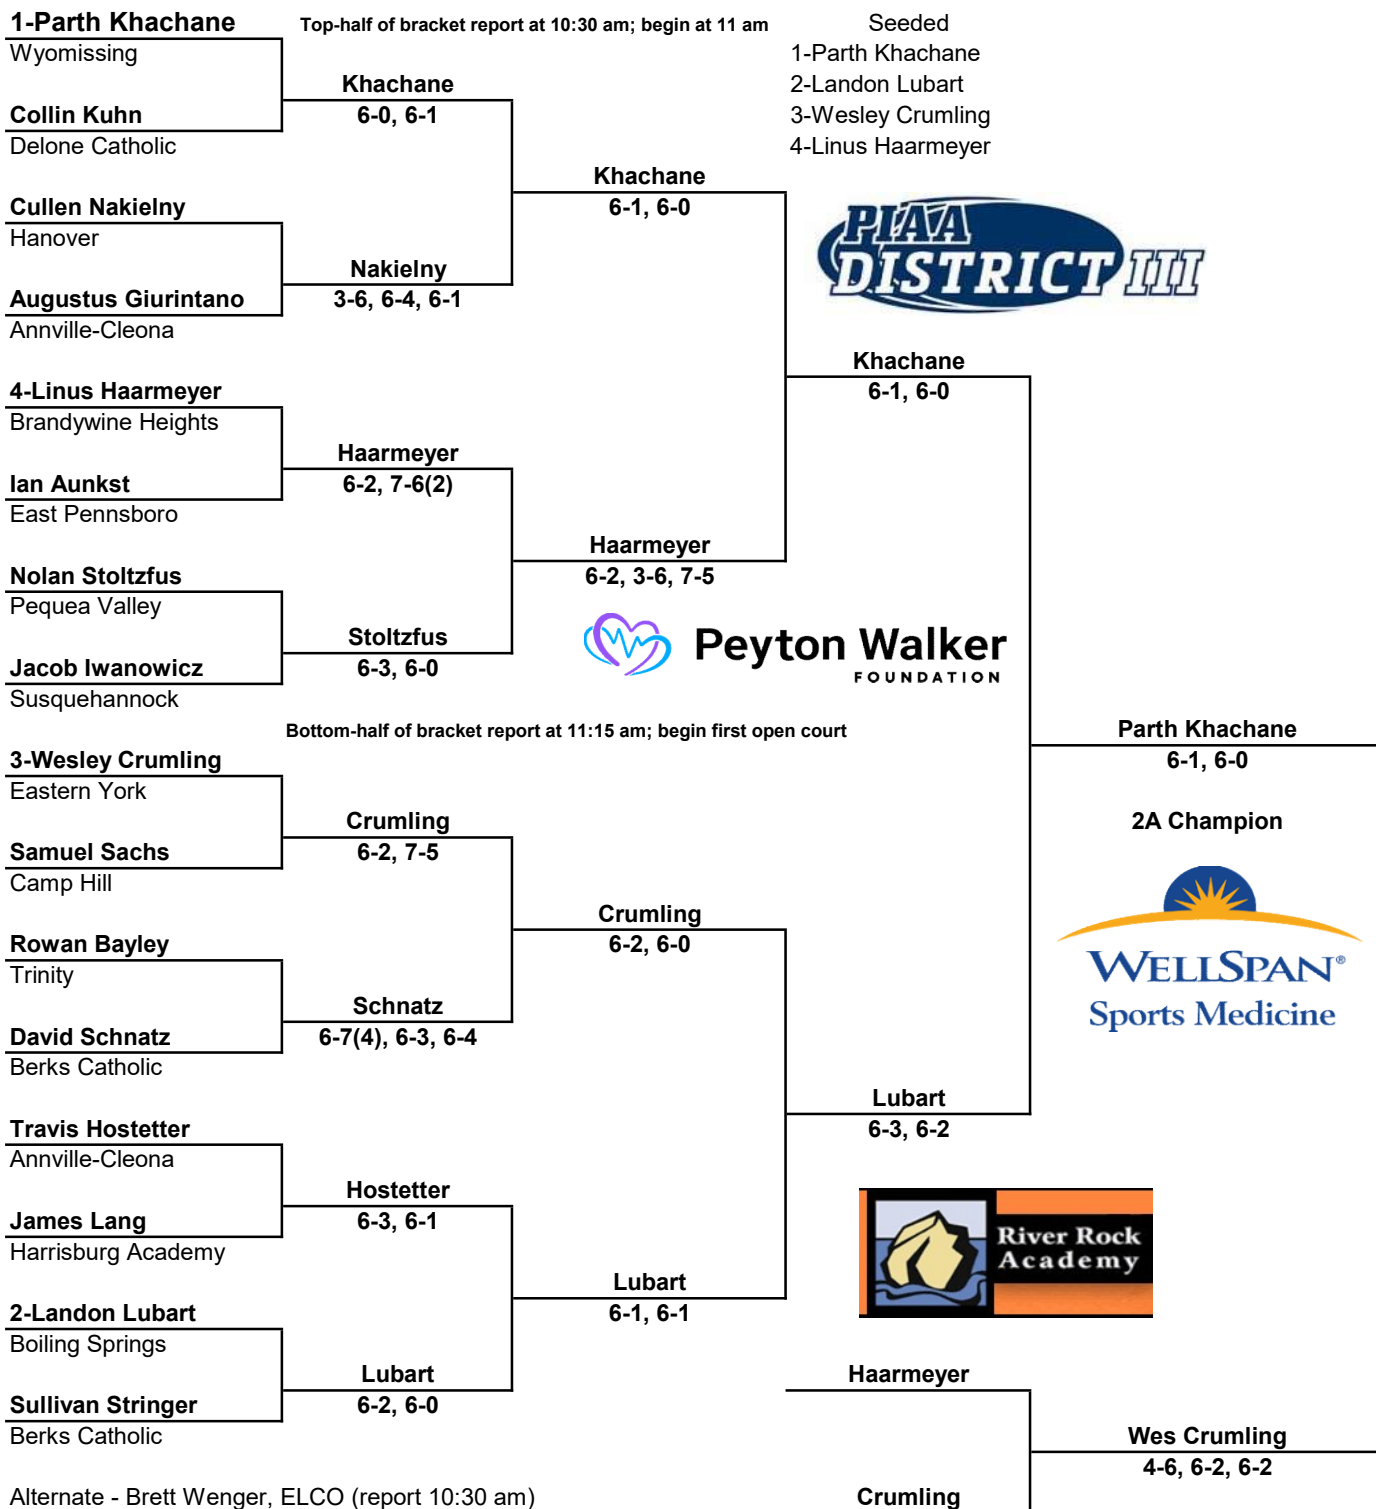 1-Parth Khachane
Top-half of bracket report at 10:30 am; begin at 11 am
Seeded
Wyomissing
1-Parth Khachane
Khachane
2-Landon Lubart
Collin Kuhn
6-0, 6-1
3-Wesley Crumling
Delone Catholic
4-Linus Haarmeyer
Khachane
Cullen Nakielny
6-1, 6-0
PIAA
Hanover
DISTRICT III
Nakielny
Augustus Giurintano
3-6, 6-4, 6-1
Annville-Cleona
Khachane
4-Linus Haarmeyer
6-1, 6-0
Brandywine Heights
Haarmeyer
Ian Aunkst
6-2, 7-6(2)
East Pennsboro
Haarmeyer
Nolan Stoltzfus
6-2, 3-6, 7-5
Pequea Valley
Stoltzfus
Peyton Walker
FOUNDATION
Jacob Iwanowicz
6-3, 6-0
Susquehannock
Bottom-half of bracket report at 11:15 am; begin first open court
Parth Khachane
3-Wesley Crumling
6-1, 6-0
Eastern York
Crumling
2A Champion
Samuel Sachs
6-2, 7-5
Camp Hill
Crumling
Rowan Bayley
6-2, 6-0
Trinity
WELLSPAN®
Sports Medicine
Schnatz
David Schnatz
6-7(4), 6-3, 6-4
Berks Catholic
Lubart
Travis Hostetter
6-3, 6-2
Annville-Cleona
Hostetter
James Lang
6-3, 6-1
River Rock
Academy
Harrisburg Academy
Lubart
2-Landon Lubart
6-1, 6-1
Boiling Springs
Lubart
Haarmeyer
Sullivan Stringer
6-2, 6-0
Berks Catholic
Wes Crumling
4-6, 6-2, 6-2
Alternate - Brett Wenger, ELCO (report 10:30 am)
Crumling